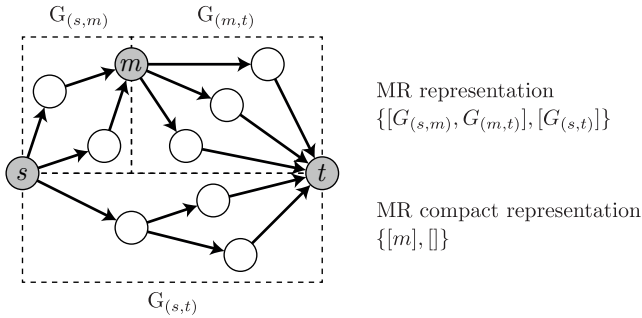 G(s,m) G(m,t)
m
s
t
G(s,t)
MR representation
{[G(s,m), G(m,t)], [G(s,t)]}
MR compact representation
{[m], []}